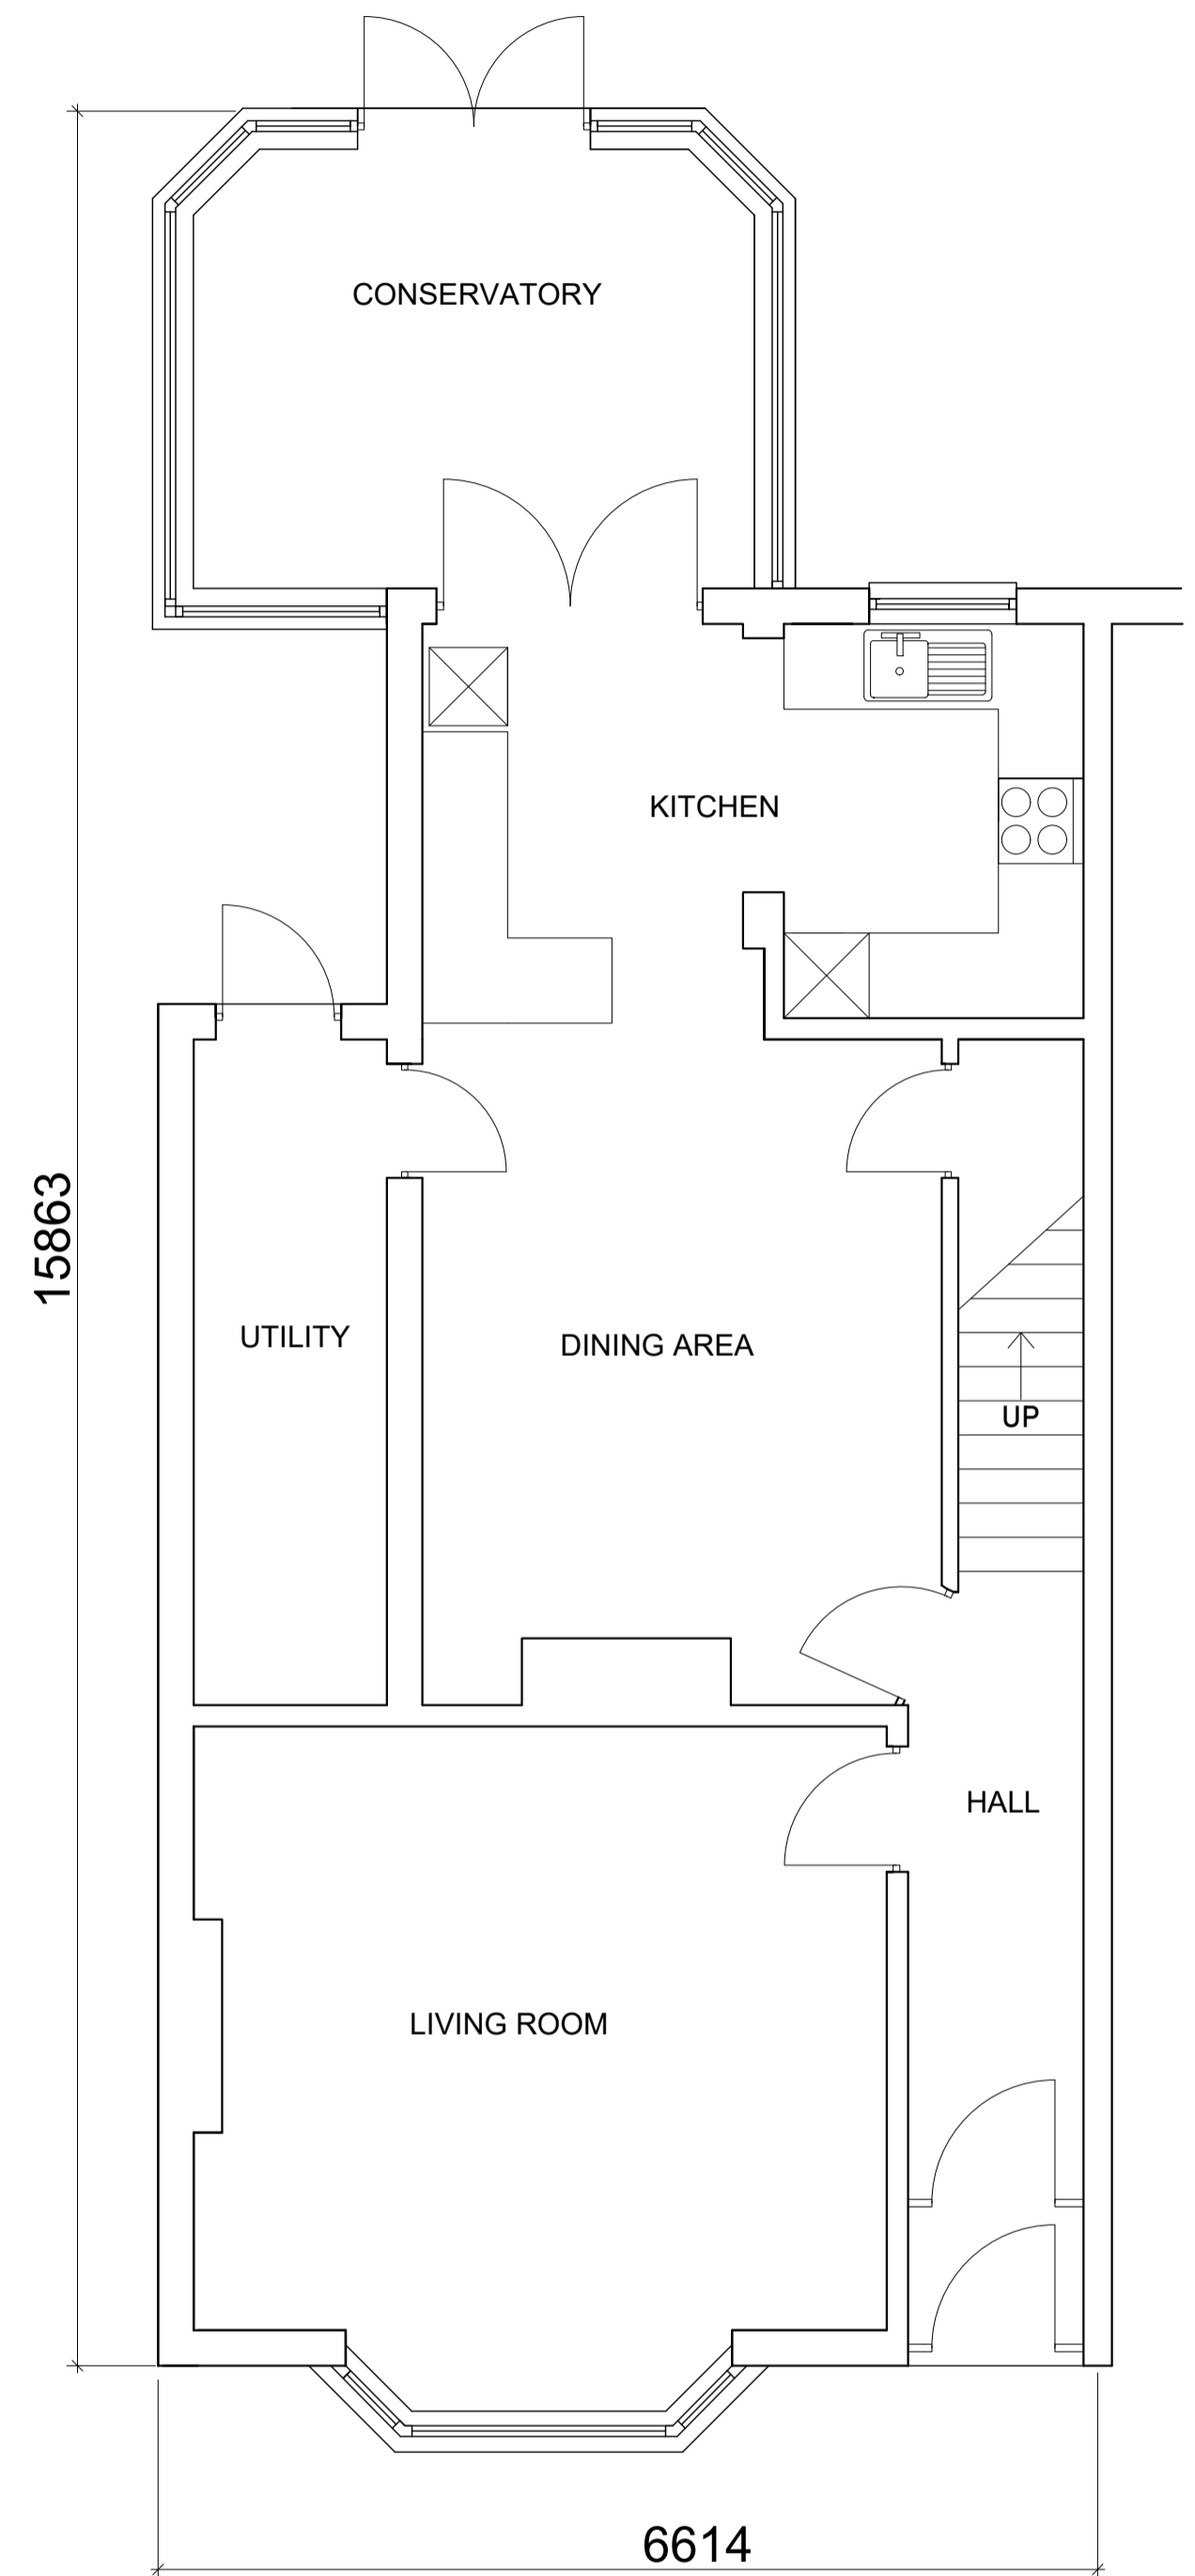 CONSERVATORY
KITCHEN
15863
UTILITY
DINING AREA
UP
HALL
LIVING ROOM
6614